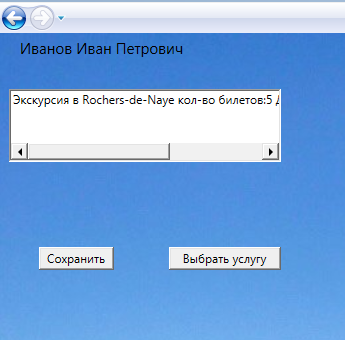 Иванов Иван Петрович
Экскурсия в Rochers-de-Naye кол-во билетов:5
Сохранить
Выбрать услугу